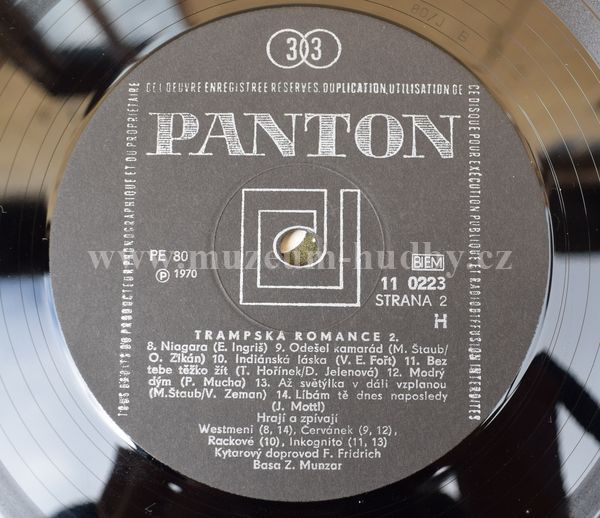 80/J B
33
TOUS DROITS DU PRODUCTEUR PHONOGRAPHIQUE ET DU PROPRIETAIRE
DE L'OEUVRE ENREGISTREE RESERVES. DUPLICATION, UTILISATION DE
CE DISQUE POUR EXECUTION PUBLIQUE ET RADIODIFFUSION INTERDITES
PANTON
PE 80
Ⓟ 1970
BIEM
11 0223
STRANA 2
H
www.muzeum-hudby.cz
TRAMPSKÁ ROMANCE 2.
8. Niagara (E. Ingriš) 9. Odešel kamarád (M. Štaub/
O. Zikán) 10. Indiánská láska (V. E. Fořt) 11. Bez
tebe těžko žít (T. Hořínek/D. Jelenová) 12. Modrý
dým (P. Mucha) 13. Až světýlka v dáli vzplanou
(M.Štaub/V. Zeman) 14. Líbám tě naposledy
(J. Mottl)
Hrají a zpívají
Westmeni (8, 14), Červánek (9, 12),
Rackové (10), Inkognito (11, 13)
Kytarový doprovod F. Fridrich
Basa Z. Munzar